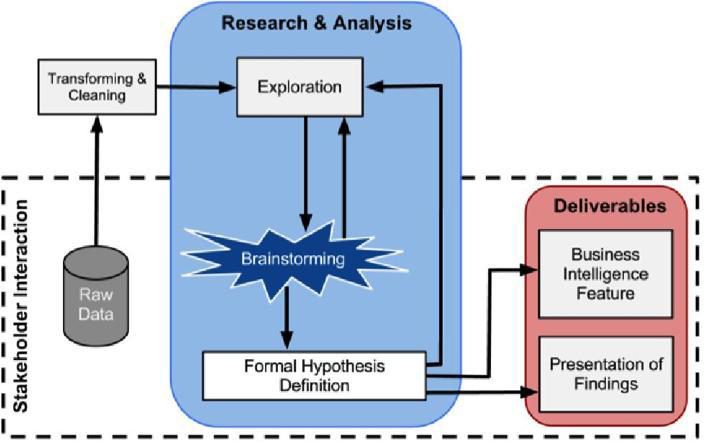 Research & Analysis
Transforming &
Cleaning
Exploration
Stakeholder Interaction
Raw
Data
Brainstorming
Formal Hypothesis
Definition
Deliverables
Business
Intelligence
Feature
Presentation of
Findings